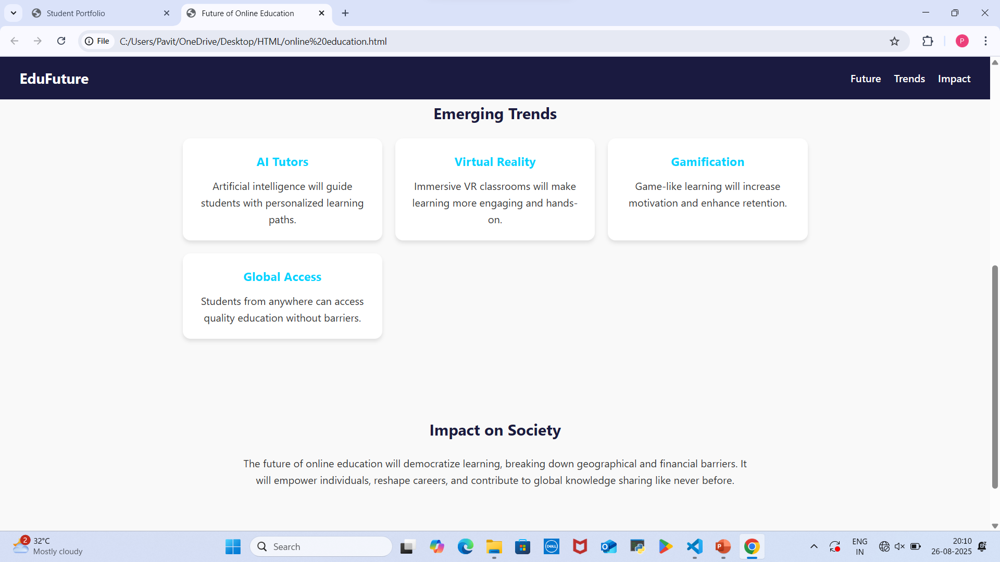 Student Portfolio
Future of Online Education
File
C:/Users/Pavit/OneDrive/Desktop/HTML/online%20education.html
P
EduFuture
Future
Trends
Impact
Emerging Trends
AI Tutors
Artificial intelligence will guide
students with personalized learning
paths.
Virtual Reality
Immersive VR classrooms will make
learning more engaging and hands-
on.
Gamification
Game-like learning will increase
motivation and enhance retention.
Global Access
Students from anywhere can access
quality education without barriers.
Impact on Society
The future of online education will democratize learning, breaking down geographical and financial barriers. It
will empower individuals, reshape careers, and contribute to global knowledge sharing like never before.
2
32°C
Mostly cloudy
Search
DELL
O
P
ENG
IN
20:10
26-08-2025